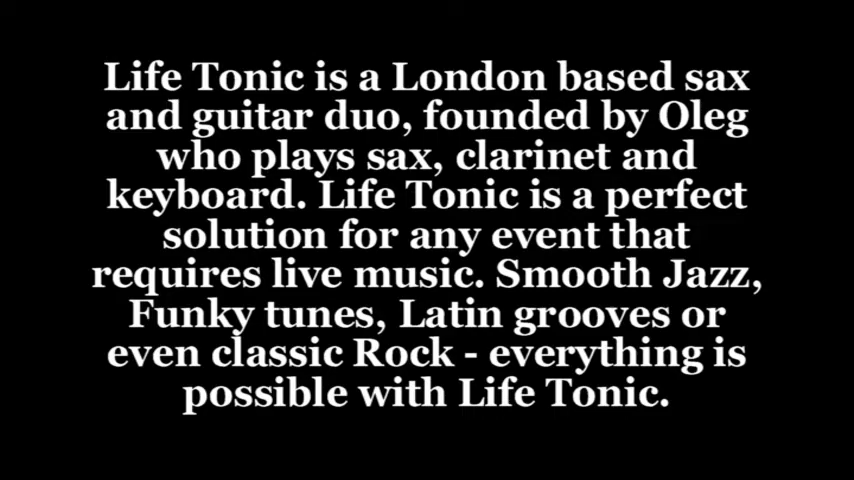 Life Tonic is a London based sax
and guitar duo, founded by Oleg
who plays sax, clarinet and
keyboard. Life Tonic is a perfect
solution for any event that
requires live music. Smooth Jazz,
Funky tunes, Latin grooves or
even classic Rock - everything is
possible with Life Tonic.